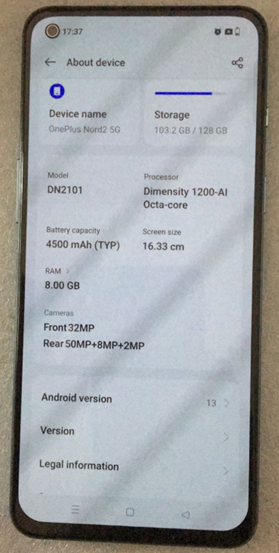 17:37
About device
Device name
OnePlus Nord2 5G
Storage
103.2 GB / 128 GB
Model
DN2101
Processor
Dimensity 1200-AI
Octa-core
Battery capacity
4500 mAh (TYP)
Screen size
16.33 cm
RAM
8.00 GB
Cameras
Front 32MP
Rear 50MP+8MP+2MP
Android version
13
Version
Legal information